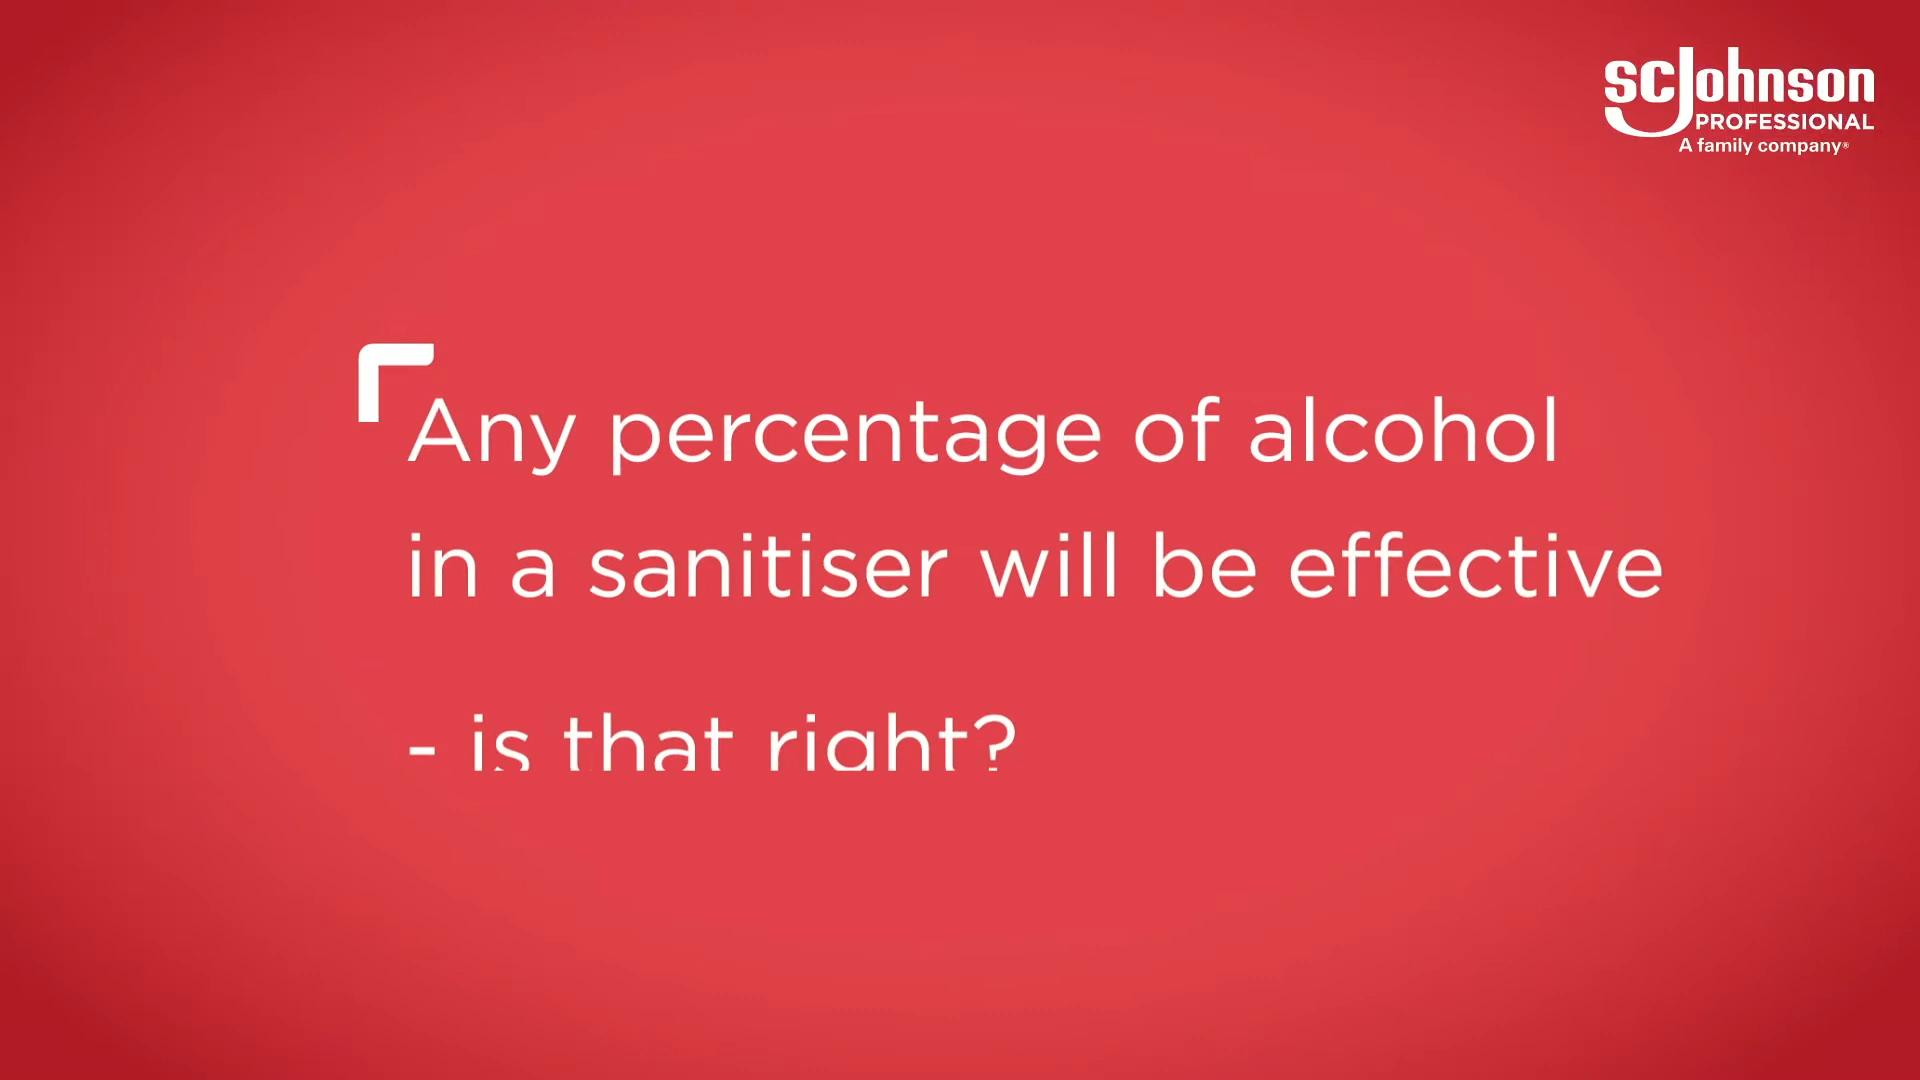 SCJohnson
PROFESSIONAL
A family company®
Any percentage of alcohol
in a sanitiser will be effective
- is that right?